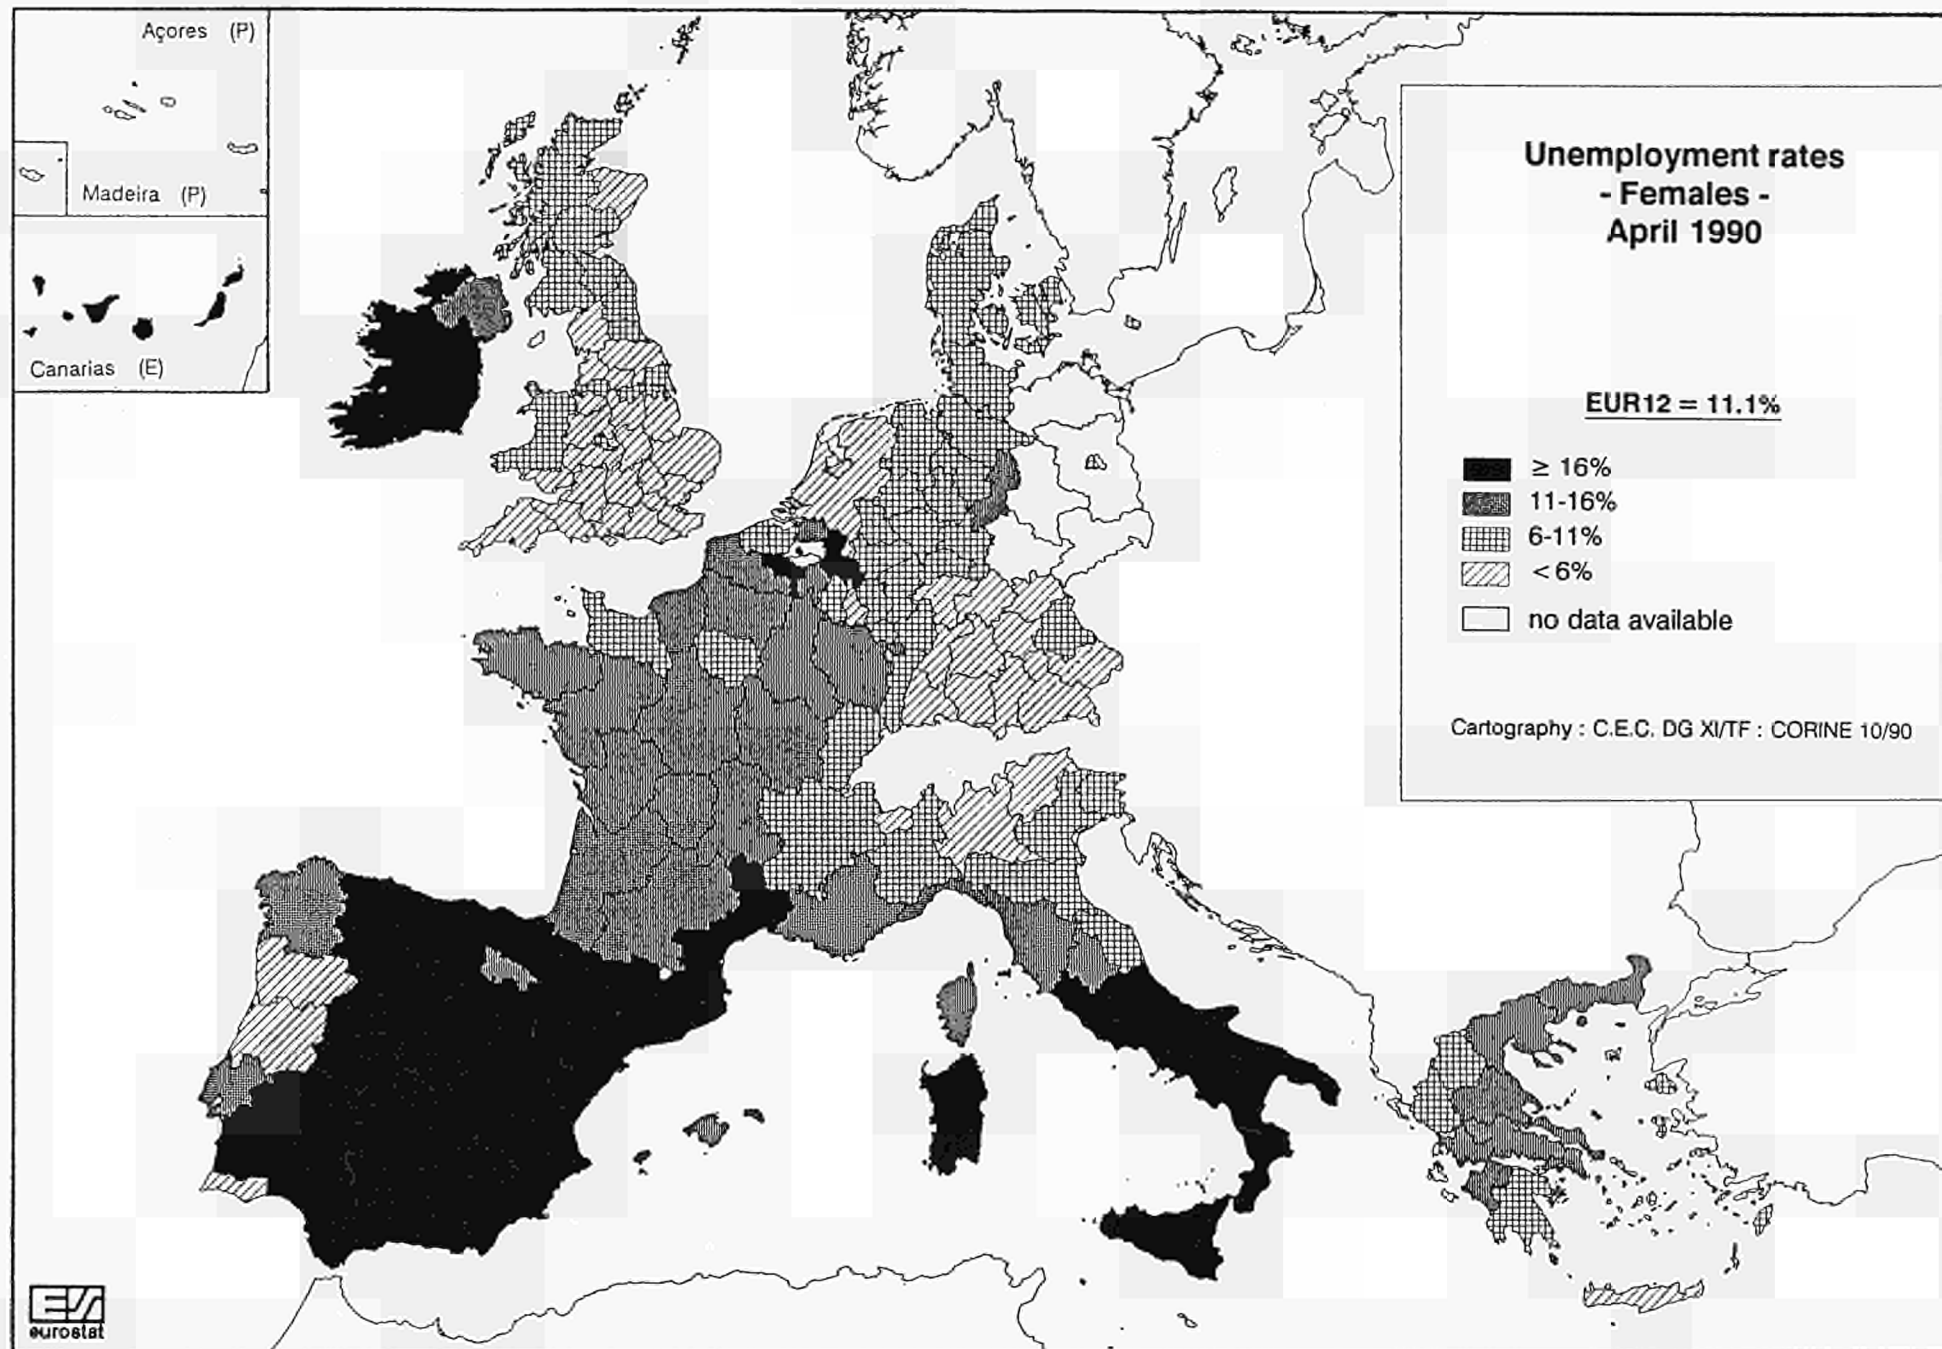 Açores (P)
Madeira (P)
Canarias (E)
Unemployment rates
- Females -
April 1990
EUR12 = 11.1%
≥ 16%
11-16%
6-11%
< 6%
no data available
Cartography : C.E.C. DG XI/TF : CORINE 10/90
eurostat